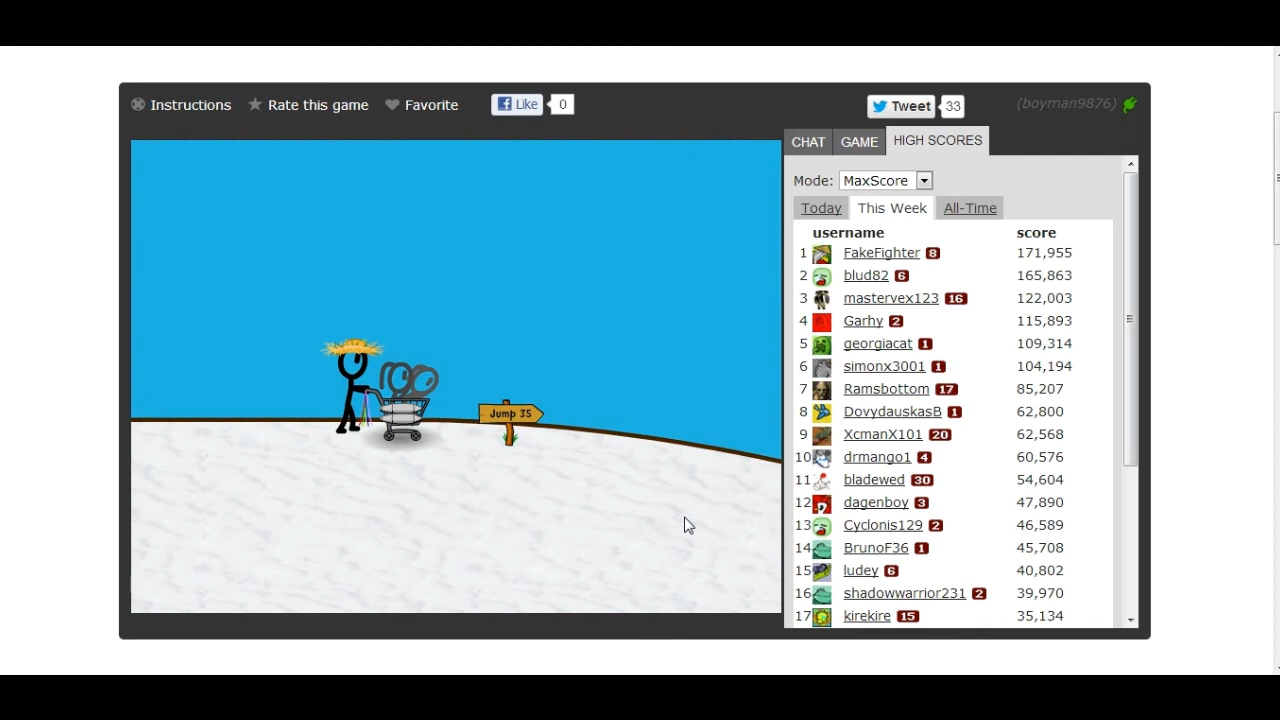 Instructions Rate this game Favorite Like 0 Tweet 33 (boyman9876)
CHAT GAME HIGH SCORES
Mode: MaxScore
Today This Week All-Time
username score
1 FakeFighter 8 171,955
2 blud82 6 165,863
3 mastervex123 16 122,003
4 Garhy 2 115,893
5 georgiacat 1 109,314
6 simonx3001 1 104,194
7 Ramsbottom 17 85,207
8 DovydauskasB 1 62,800
9 XcmanX101 20 62,568
10 drmango1 4 60,576
11 bladewed 30 54,604
12 dagenboy 3 47,890
13 Cyclonis129 2 46,589
14 BrunoF36 1 45,708
15 ludey 6 40,802
16 shadowwarrior231 2 39,970
17 kirekire 15 35,134
Jump 35